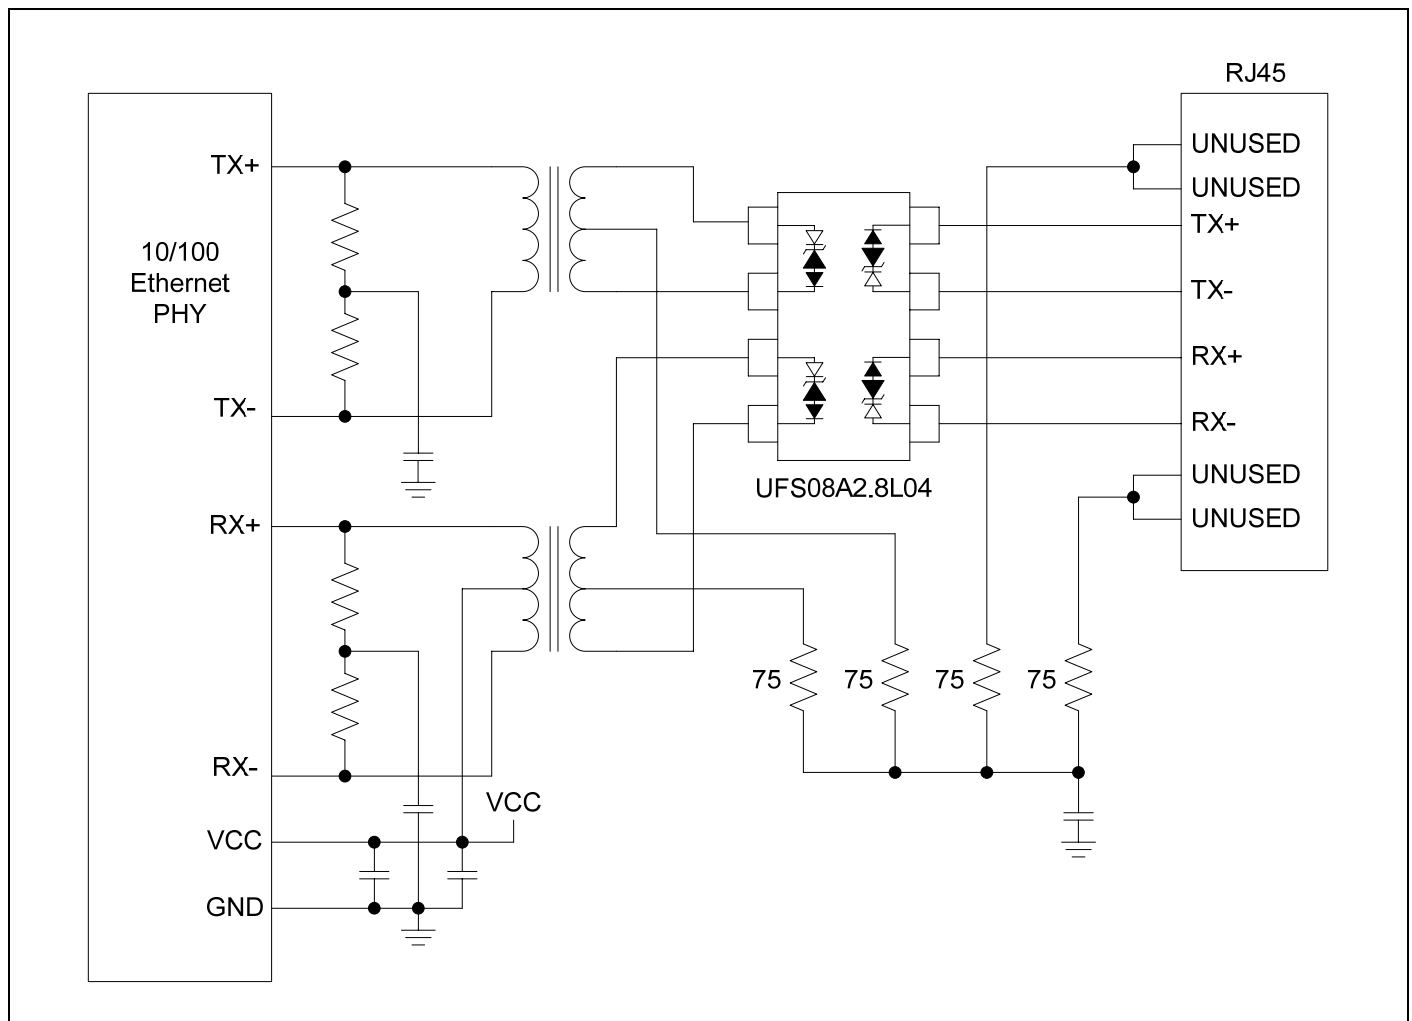 RJ45
UNUSED
UNUSED
TX+
TX-
RX+
RX-
UNUSED
UNUSED
TX+
10/100
Ethernet
PHY
TX-
RX+
RX-
VCC
GND
VCC
UFS08A2.8L04
75
75
75
75